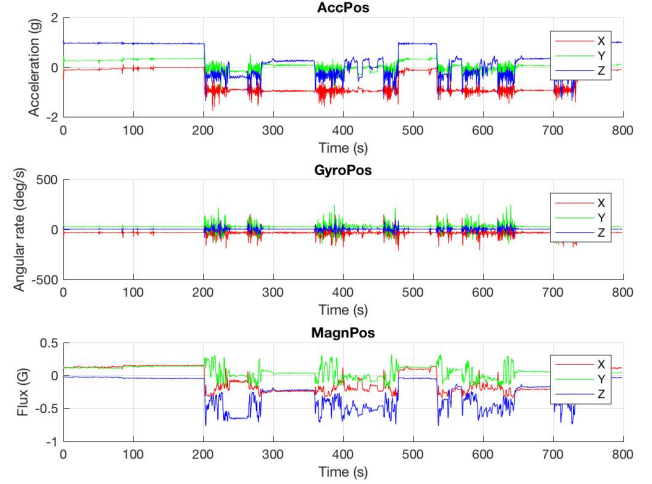 AccPos
2
0
-2
Acceleration (g)
X
Y
Z
0 100 200 300 400 500 600 700 800
Time (s)
GyroPos
500
0
-500
Angular rate (deg/s)
X
Y
Z
0 100 200 300 400 500 600 700 800
Time (s)
MagnPos
0.5
0
-0.5
-1
Flux (G)
X
Y
Z
0 100 200 300 400 500 600 700 800
Time (s)